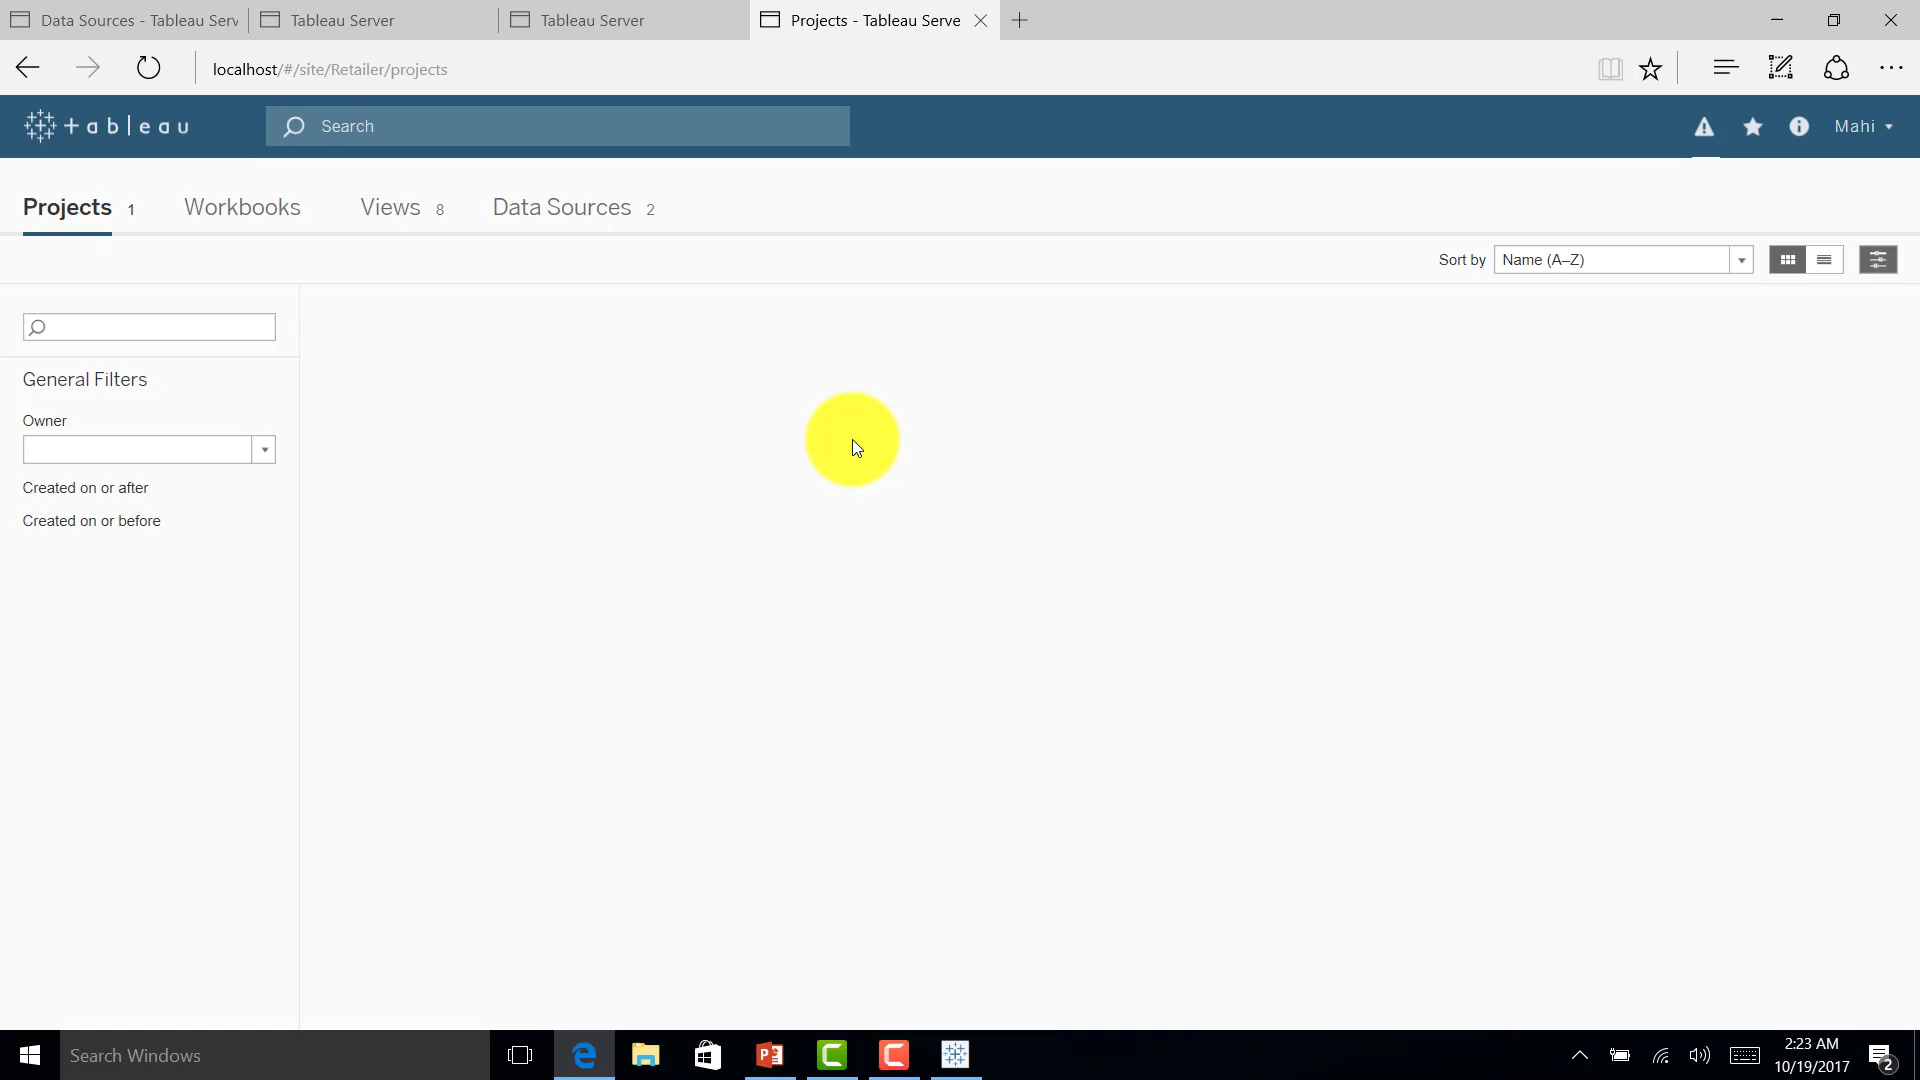 Data Sources - Tableau Serv
Tableau Server
Tableau Server
Projects - Tableau Serve
localhost/#/site/Retailer/projects
+ableau
Search
Mahi
Projects 1
Workbooks
Views 8
Data Sources 2
Sort by
Name (A–Z)
General Filters
Owner
Created on or after
Created on or before
Search Windows
2:23 AM
10/19/2017
2